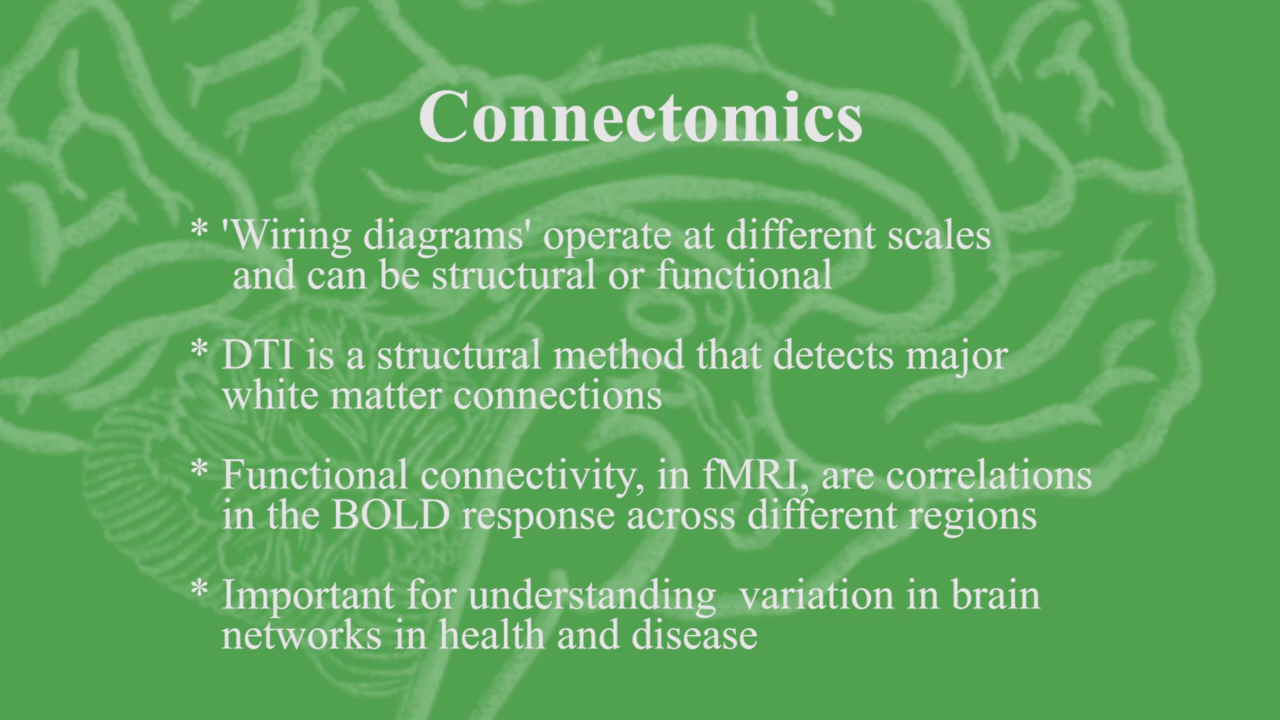 Connectomics
* 'Wiring diagrams' operate at different scales
and can be structural or functional
* DTI is a structural method that detects major
white matter connections
* Functional connectivity, in fMRI, are correlations
in the BOLD response across different regions
* Important for understanding  variation in brain
networks in health and disease